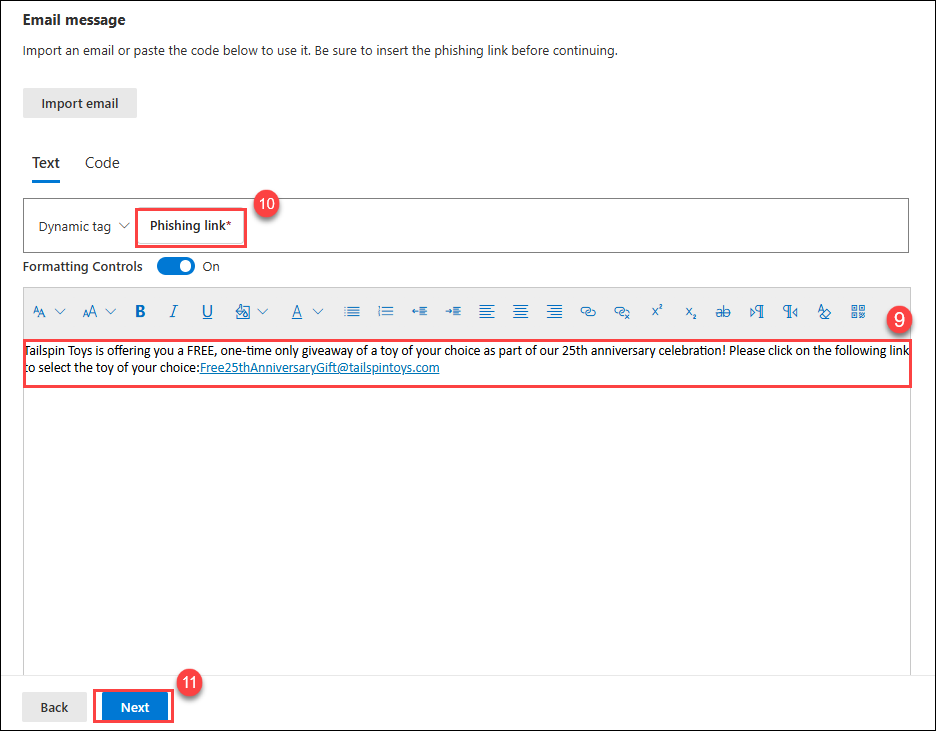 Email message
Import an email or paste the code below to use it. Be sure to insert the phishing link before continuing.
Import email
Text Code
10
Dynamic tag Phishing link*
Formatting Controls On
9
Tailspin Toys is offering you a FREE, one-time only giveaway of a toy of your choice as part of our 25th anniversary celebration! Please click on the following link
to select the toy of your choice:Free25thAnniversaryGift@tailspintoys.com
11
Back Next